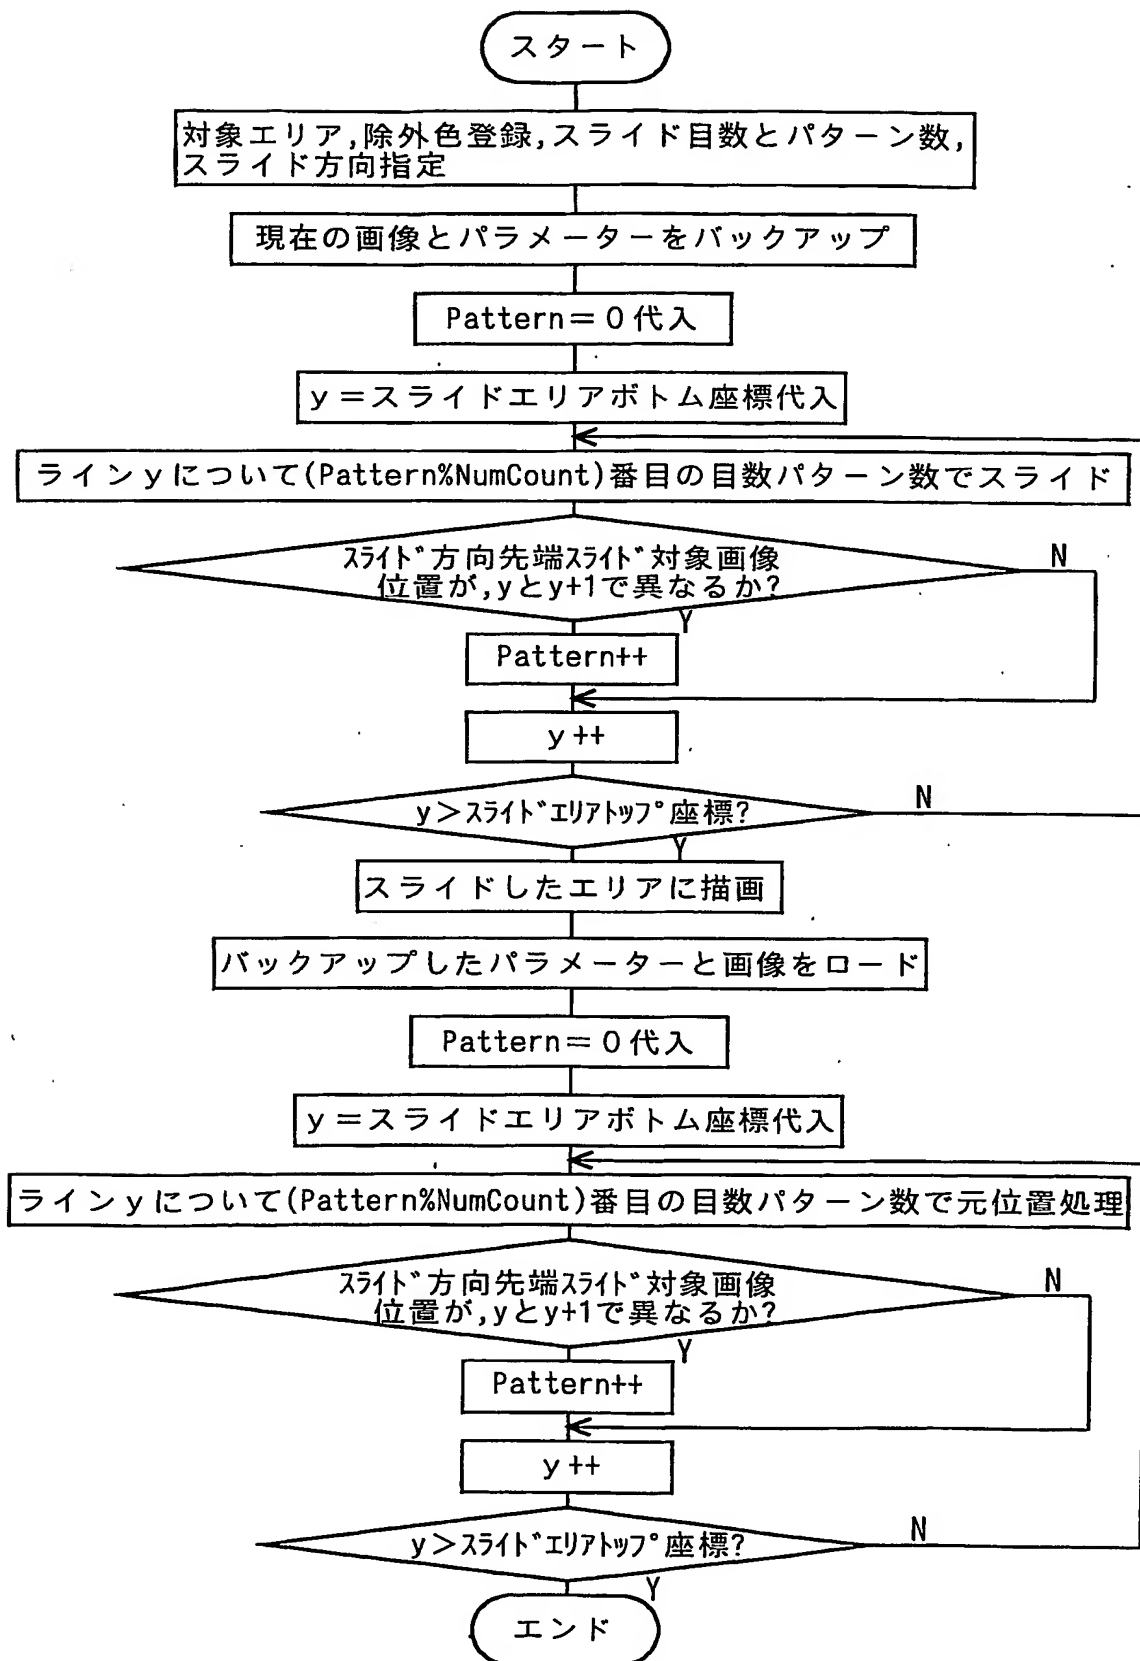 スタート
対象エリア,除外色登録,スライド目数とパターン数,
スライド方向指定
現在の画像とパラメーターをバックアップ
Pattern＝0代入
y＝スライドエリアボトム座標代入
ラインyについて(Pattern%NumCount)番目の目数パターン数でスライド
ｽﾗｲﾄﾞ方向先端ｽﾗｲﾄﾞ対象画像
位置が,yとy+1で異なるか?
N
Y
Pattern++
y++
y＞ｽﾗｲﾄﾞｴﾘｱﾄｯﾌﾟ座標?
N
Y
スライドしたエリアに描画
バックアップしたパラメーターと画像をロード
Pattern＝0代入
y＝スライドエリアボトム座標代入
ラインyについて(Pattern%NumCount)番目の目数パターン数で元位置処理
ｽﾗｲﾄﾞ方向先端ｽﾗｲﾄﾞ対象画像
位置が,yとy+1で異なるか?
N
Y
Pattern++
y++
y＞ｽﾗｲﾄﾞｴﾘｱﾄｯﾌﾟ座標?
N
Y
エンド